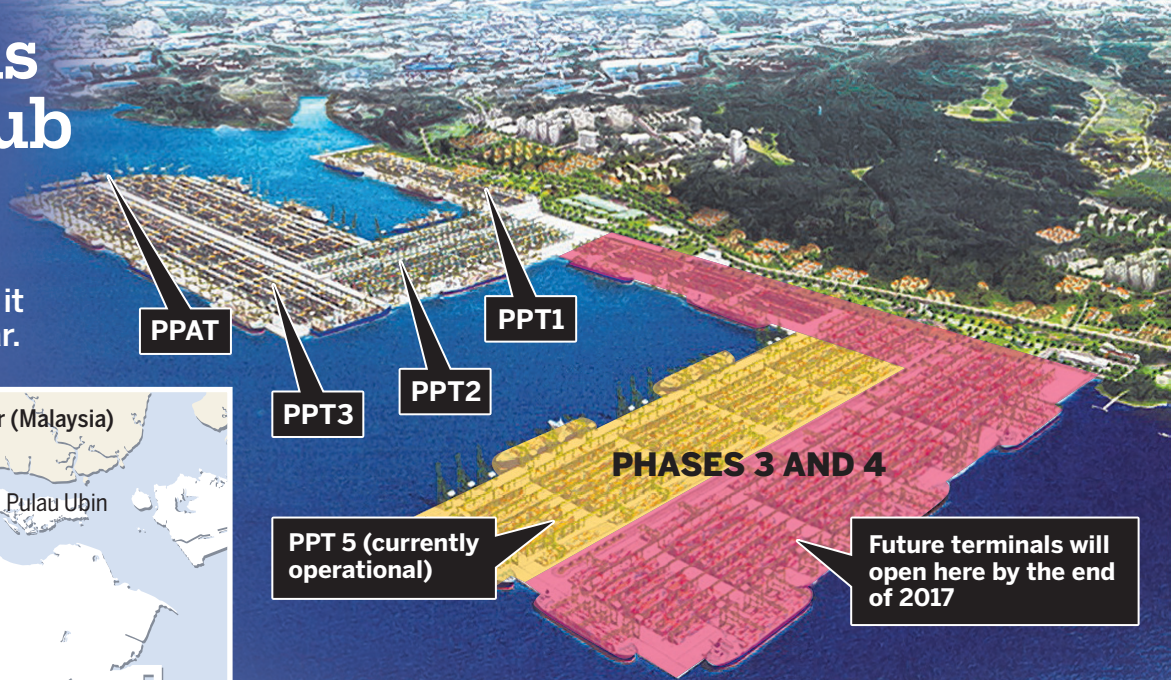 it
PPAT
PPT1
PPT2
PPT3
(Malaysia)
Pulau Ubin
PHASES 3 AND 4
PPT 5 (currently
operational)
Future terminals will
open here by the end
of 2017